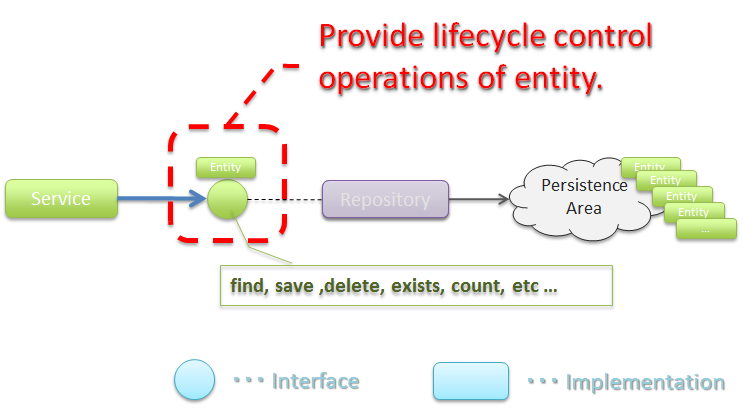 Provide lifecycle control
operations of entity.
Entity
Service
Repository
Persistence
Area
Entity
Entity
Entity
Entity
...
find, save ,delete, exists, count, etc ...
･･･ Interface
･･･ Implementation